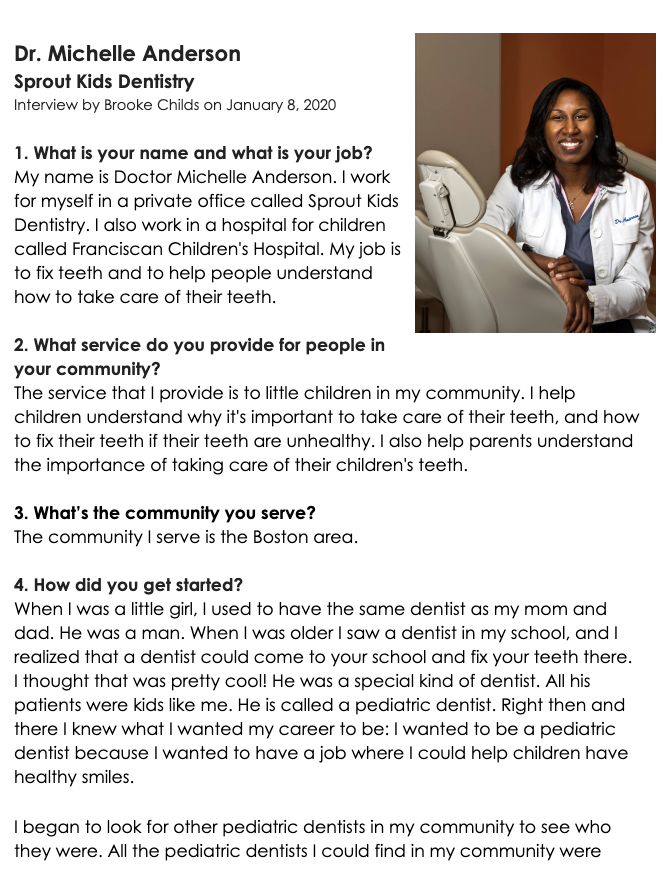 Dr. Michelle Anderson
Sprout Kids Dentistry
Interview by Brooke Childs on January 8, 2020
1. What is your name and what is your job?
My name is Doctor Michelle Anderson. I work
for myself in a private office called Sprout Kids
Dentistry. I also work in a hospital for children
called Franciscan Children's Hospital. My job is
to fix teeth and to help people understand
how to take care of their teeth.
2. What service do you provide for people in
your community?
The service that I provide is to little children in my community. I help
children understand why it's important to take care of their teeth, and how
to fix their teeth if their teeth are unhealthy. I also help parents understand
the importance of taking care of their children's teeth.
3. What's the community you serve?
The community I serve is the Boston area.
4. How did you get started?
When I was a little girl, I used to have the same dentist as my mom and
dad. He was a man. When I was older I saw a dentist in my school, and I
realized that a dentist could come to your school and fix your teeth there.
I thought that was pretty cool! He was a special kind of dentist. All his
patients were kids like me. He is called a pediatric dentist. Right then and
there I knew what I wanted my career to be: I wanted to be a pediatric
dentist because I wanted to have a job where I could help children have
healthy smiles.
I began to look for other pediatric dentists in my community to see who
they were. All the pediatric dentists I could find in my community were